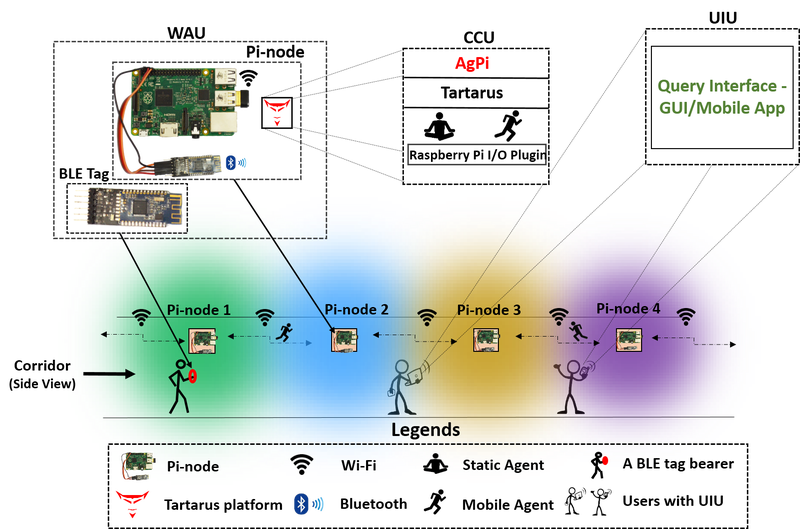 WAU
Pi-node
BLE Tag
CCU
AgPi
Tartarus
Raspberry Pi I/O Plugin
UIU
Query Interface -
GUI/Mobile App
Pi-node 1
Pi-node 2
Pi-node 3
Pi-node 4
Corridor
(Side View)
Legends
Pi-node
Wi-Fi
Static Agent
A BLE tag bearer
Tartarus platform
Bluetooth
Mobile Agent
Users with UIU